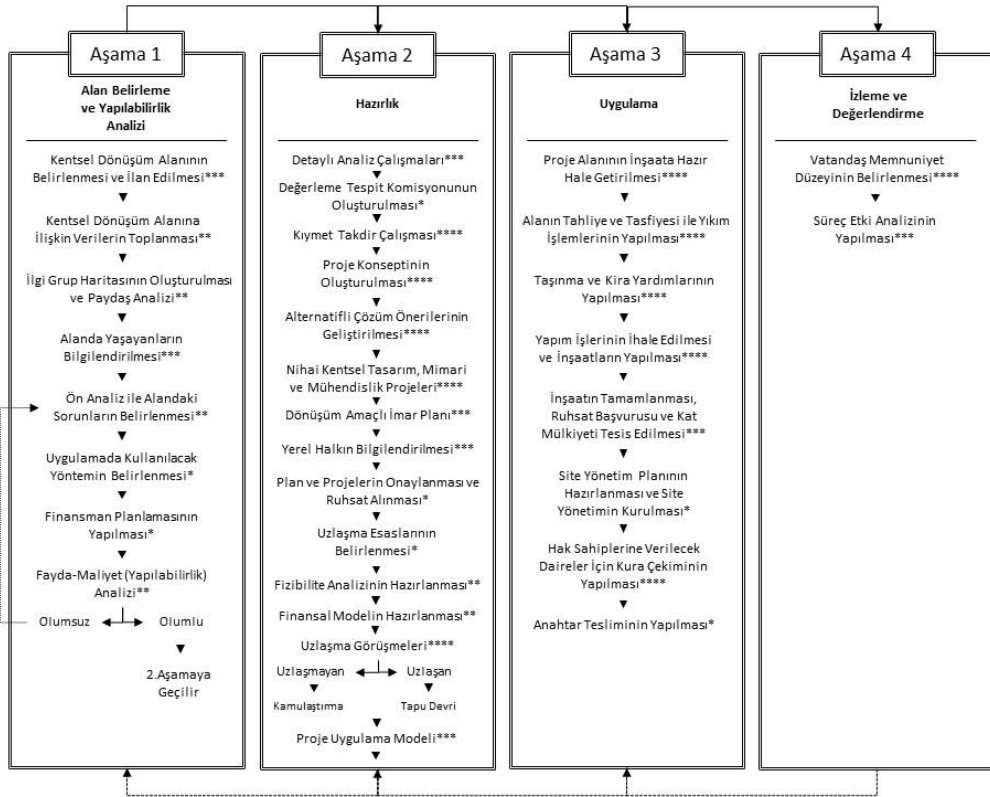 Aşama 1
Alan Belirleme
ve Yapılabilirlik
Analizi
Kentsel Dönüşüm Alanının
Belirlenmesi ve İlan Edilmesi***
Kentsel Dönüşüm Alanına
İlişkin Verilerin Toplanması**
İlgi Grup Haritasının Oluşturulması
ve Paydaş Analizi**
Alanda Yaşayanların
Bilgilendirilmesi***
Ön Analiz ile Alandaki
Sorunların Belirlenmesi**
Uygulamada Kullanılacak
Yöntemin Belirlenmesi*
Finansman Planlamasının
Yapılması*
Fayda-Maliyet (Yapılabilirlik)
Analizi**
Olumsuz Olumlu
2.Aşamaya
Geçilir
Aşama 2
Hazırlık
Detaylı Analiz Çalışmaları***
Değerleme Tespit Komisyonunun
Oluşturulması*
Kıymet Takdir Çalışması****
Proje Konseptinin
Oluşturulması****
Alternatifli Çözüm Önerilerinin
Geliştirilmesi****
Nihai Kentsel Tasarım, Mimari
ve Mühendislik Projeleri****
Dönüşüm Amaçlı İmar Planı***
Yerel Halkın Bilgilendirilmesi***
Plan ve Projelerin Onaylanması ve
Ruhsat Alınması*
Uzlaşma Esaslarının
Belirlenmesi*
Fizibilite Analizinin Hazırlanması**
Finansal Modelin Hazırlanması**
Uzlaşma Görüşmeleri****
Uzlaşmayan Uzlaşan
Kamulaştırma Tapu Devri
Proje Uygulama Modeli***
Aşama 3
Uygulama
Proje Alanının İnşaata Hazır
Hale Getirilmesi****
Alanın Tahliye ve Tasfiyesi ile Yıkım
İşlemlerinin Yapılması****
Taşınma ve Kira Yardımlarının
Yapılması****
Yapım İşlerinin İhale Edilmesi
ve İnşaatların Yapılması****
İnşaatın Tamamlanması,
Ruhsat Başvurusu ve Kat
Mülkiyeti Tesis Edilmesi***
Site Yönetim Planının
Hazırlanması ve Site
Yönetimin Kurulması*
Hak Sahiplerine Verilecek
Daireler İçin Kura Çekiminin
Yapılması****
Anahtar Tesliminin Yapılması*
Aşama 4
İzleme ve
Değerlendirme
Vatandaş Memnuniyet
Düzeyinin Belirlenmesi****
Süreç Etki Analizinin
Yapılması***